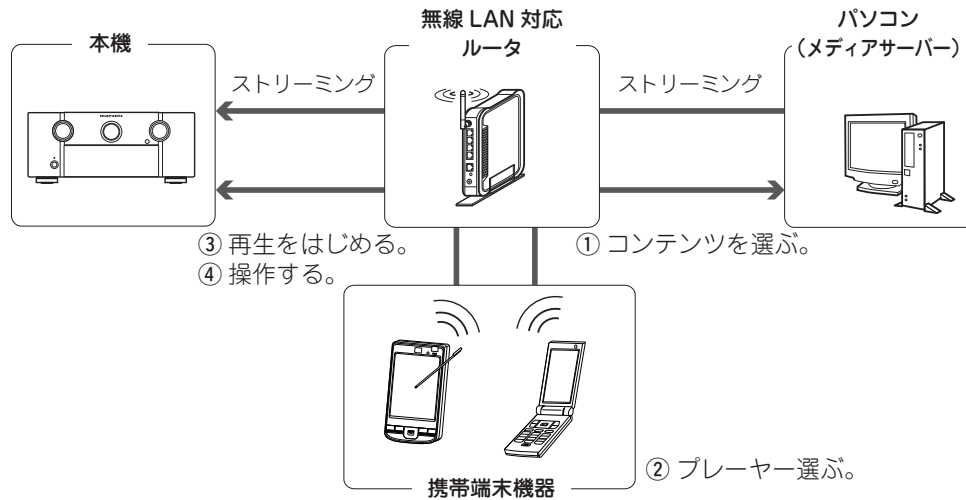 本機
無線 LAN 対応
ルータ
パソコン
（メディアサーバー）
ストリーミング
ストリーミング
marantz
③ 再生をはじめる。
④ 操作する。
① コンテンツを選ぶ。
② プレーヤー選ぶ。
携帯端末機器